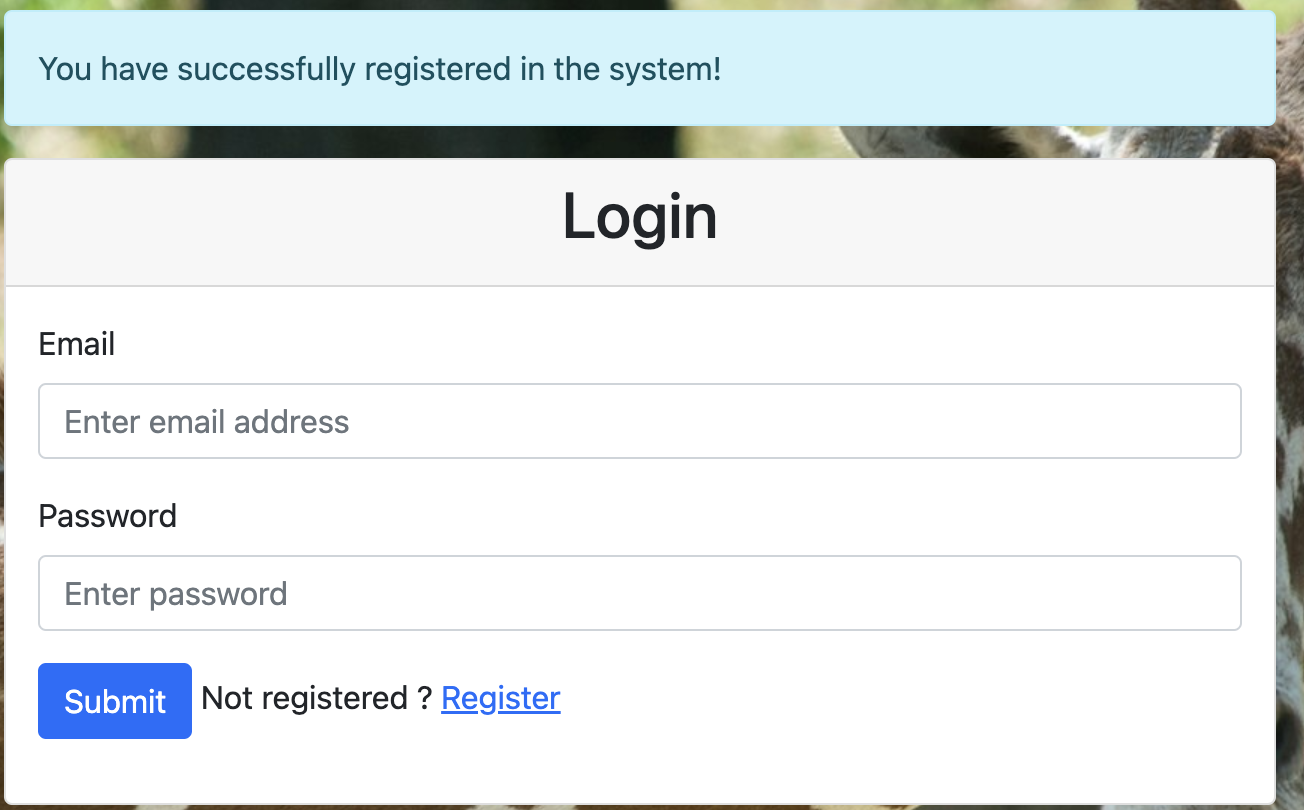 You have successfully registered in the system!
Login
Email
Enter email address
Password
Enter password
Submit Not registered ? Register